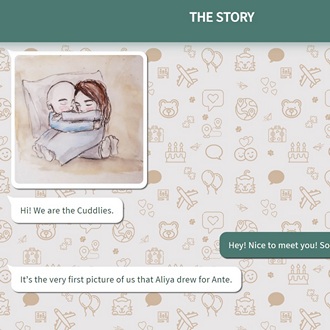 THE STORY
Hi! We are the Cuddlies.
Hey! Nice to meet you! So
It's the very first picture of us that Aliya drew for Ante.